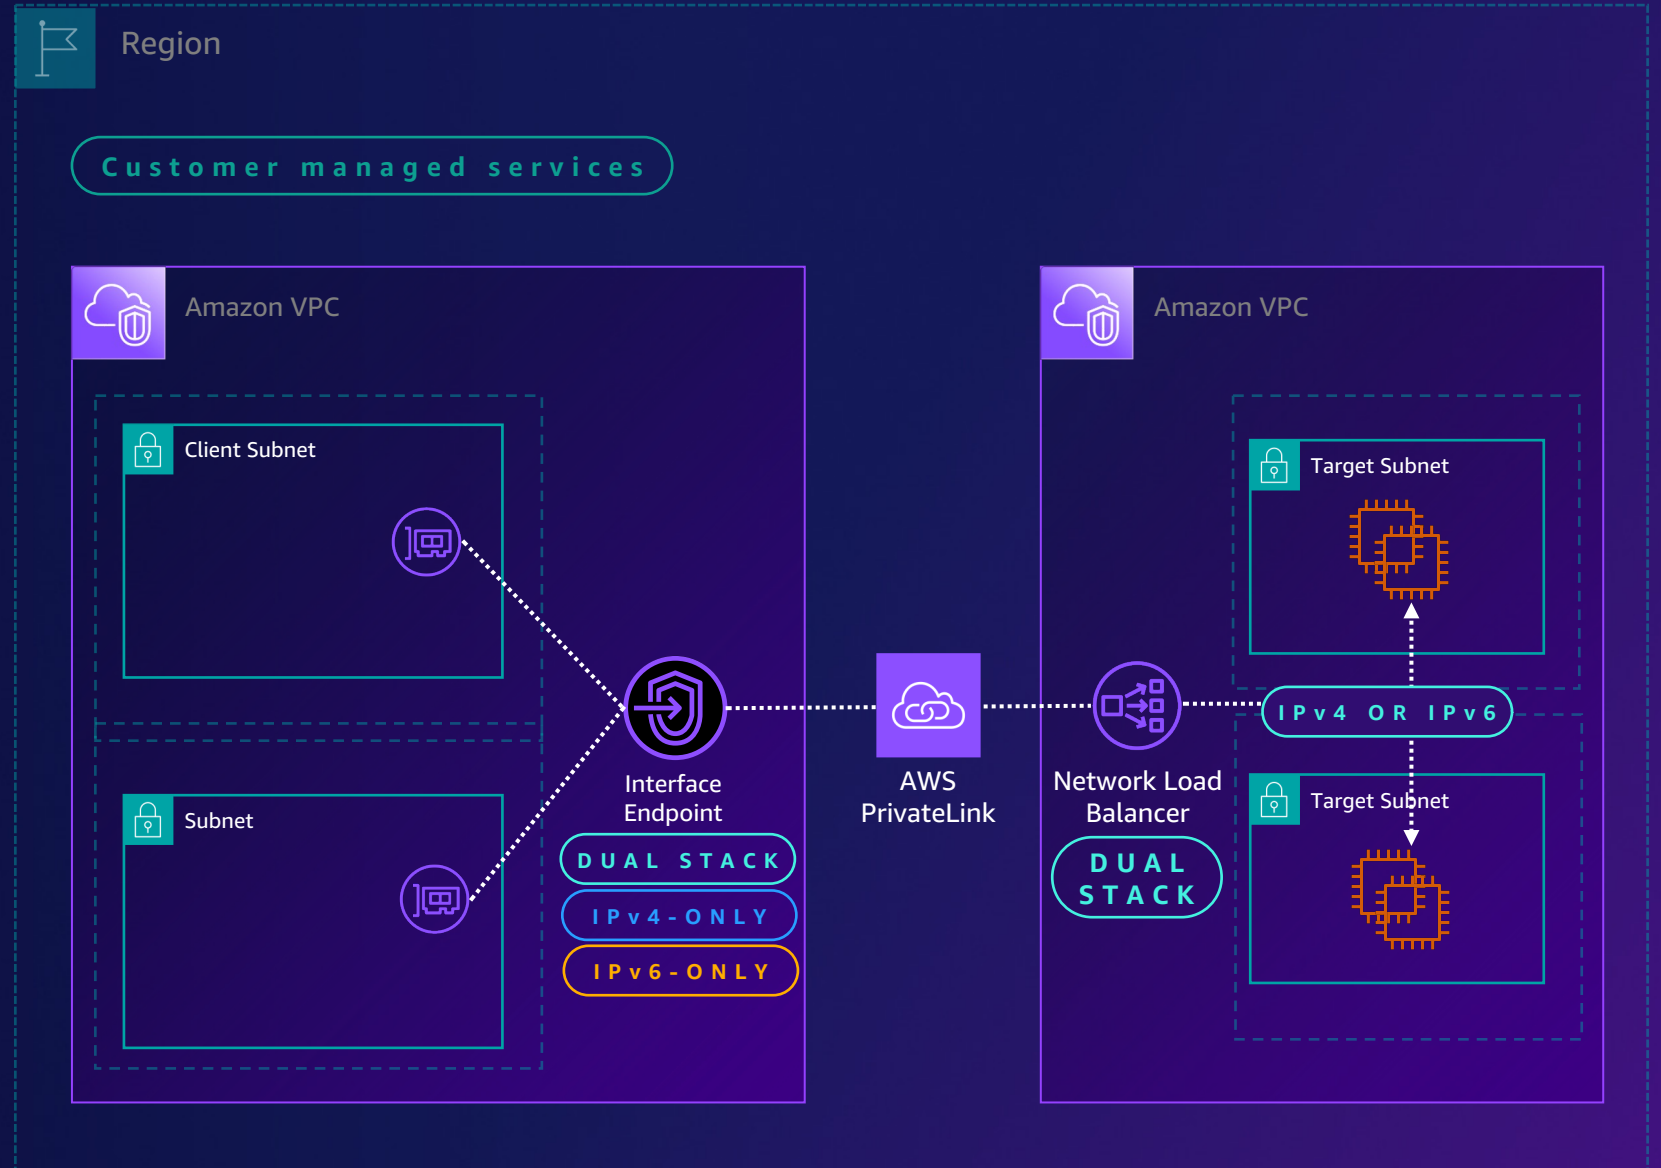 Region
Customer managed services
Amazon VPC
Client Subnet
Subnet
Interface
Endpoint
DUAL STACK
IPv4-ONLY
IPv6-ONLY
AWS
PrivateLink
Amazon VPC
Network Load
Balancer
DUAL
STACK
Target Subnet
IPv4 OR IPv6
Target Subnet